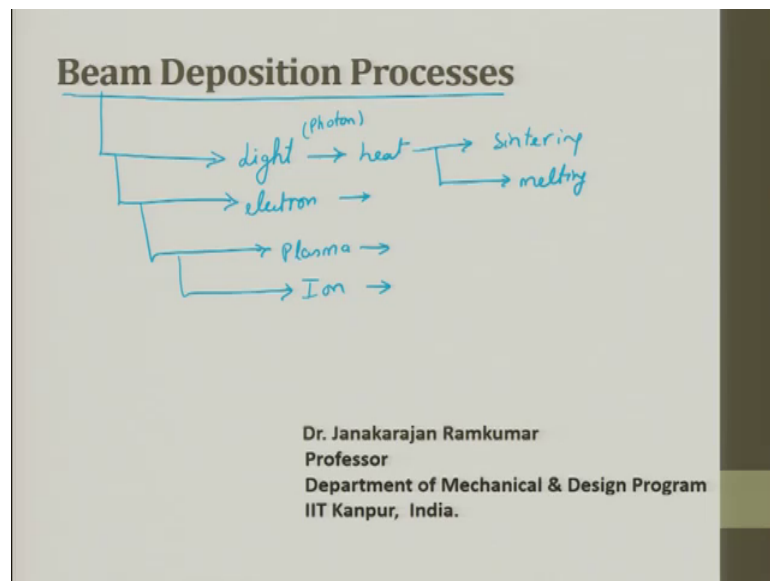 Beam Deposition Processes
(Photon)
Light → heat → sintering
→ melting
electron →
Plasma →
Ion →
Dr. Janakarajan Ramkumar
Professor
Department of Mechanical & Design Program
IIT Kanpur, India.